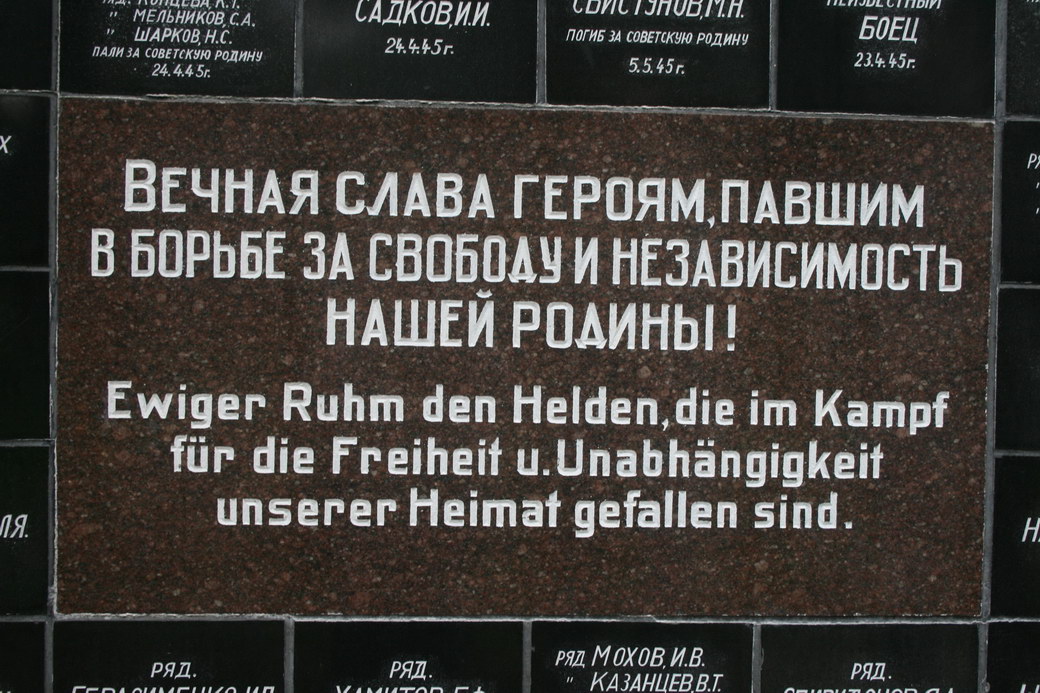 " МЕЛЬНИКОВ, С.А.
" ШАРКОВ, Н.С.
ПАЛИ ЗА СОВЕТСКУЮ РОДИНУ
24.4.45г.
САДКОВ, И.И.
24.4.45г.
СВИСТУНОВ, М.Н.
ПОГИБ ЗА СОВЕТСКУЮ РОДИНУ
5.5.45г.
НЕИЗВЕСТНЫЙ
БОЕЦ
23.4.45г.
ВЕЧНАЯ СЛАВА ГЕРОЯМ, ПАВШИМ
В БОРЬБЕ ЗА СВОБОДУ И НЕЗАВИСИМОСТЬ
НАШЕЙ РОДИНЫ!
Ewiger Ruhm den Helden, die im Kampf
für die Freiheit u. Unabhängigkeit
unserer Heimat gefallen sind.
РЯД.
РЯД.
РЯД. МОХОВ, И.В.
" КАЗАНЦЕВ, В.Т.
РЯД.